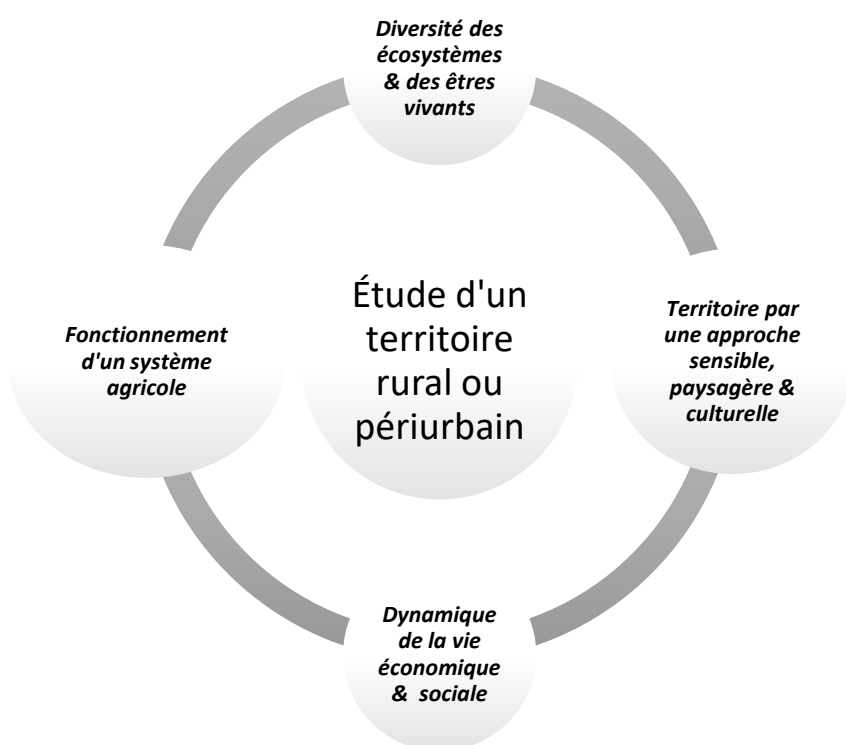 Diversité des
écosystèmes
& des êtres
vivants
Fonctionnement
d'un système
agricole
Étude d'un
territoire
rural ou
périurbain
Territoire par
une approche
sensible,
paysagère &
culturelle
Dynamique
de la vie
économique
& sociale